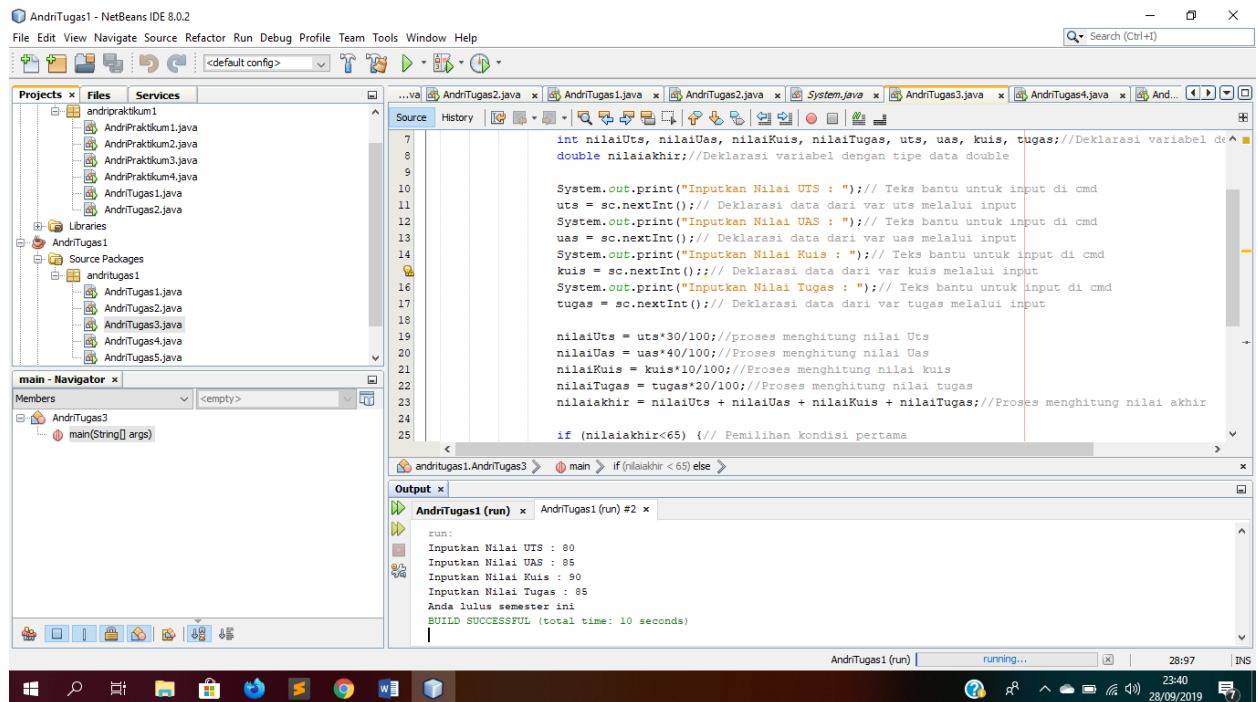 AndriTugas1 - NetBeans IDE 8.0.2
File Edit View Navigate Source Refactor Run Debug Profile Team Tools Window Help
Search (Ctrl+I)
<default config>
Projects Files Services
andripraktikum1
AndriPraktikum1.java
AndriPraktikum2.java
AndriPraktikum3.java
AndriPraktikum4.java
AndriTugas1.java
AndriTugas2.java
Libraries
AndriTugas1
Source Packages
andritugas1
AndriTugas1.java
AndriTugas2.java
AndriTugas3.java
AndriTugas4.java
AndriTugas5.java
main - Navigator
Members <empty>
AndriTugas3
main(String[] args)
...va AndriTugas2.java AndriTugas1.java AndriTugas2.java System.java AndriTugas3.java AndriTugas4.java And...
Source History
7 int nilaiUts, nilaiUas, nilaiKuis, nilaiTugas, uts, uas, kuis, tugas;//Deklarasi variabel de
8 double nilaiakhir;//Deklarasi variabel dengan tipe data double
9
10 System.out.print("Inputkan Nilai UTS : ");// Teks bantu untuk input di cmd
11 uts = sc.nextInt();// Deklarasi data dari var uts melalui input
12 System.out.print("Inputkan Nilai UAS : ");// Teks bantu untuk input di cmd
13 uas = sc.nextInt();// Deklarasi data dari var uas melalui input
14 System.out.print("Inputkan Nilai Kuis : ");// Teks bantu untuk input di cmd
kuis = sc.nextInt();;// Deklarasi data dari var kuis melalui input
16 System.out.print("Inputkan Nilai Tugas : ");// Teks bantu untuk input di cmd
17 tugas = sc.nextInt();// Deklarasi data dari var tugas melalui input
18
19 nilaiUts = uts*30/100;//proses menghitung nilai Uts
20 nilaiUas = uas*40/100;//Proses menghitung nilai Uas
21 nilaiKuis = kuis*10/100;//Proses menghitung nilai kuis
22 nilaiTugas = tugas*20/100;//Proses menghitung nilai tugas
23 nilaiakhir = nilaiUts + nilaiUas + nilaiKuis + nilaiTugas;//Proses menghitung nilai akhir
24
25 if (nilaiakhir<65) {// Pemilihan kondisi pertama
andritugas1.AndriTugas3 main if (nilaiakhir < 65) else
Output
AndriTugas1 (run) AndriTugas1 (run) #2
run:
Inputkan Nilai UTS : 80
Inputkan Nilai UAS : 85
Inputkan Nilai Kuis : 90
Inputkan Nilai Tugas : 85
Anda lulus semester ini
BUILD SUCCESSFUL (total time: 10 seconds)
AndriTugas1 (run) running... 28:97 INS
23:40
28/09/2019
7